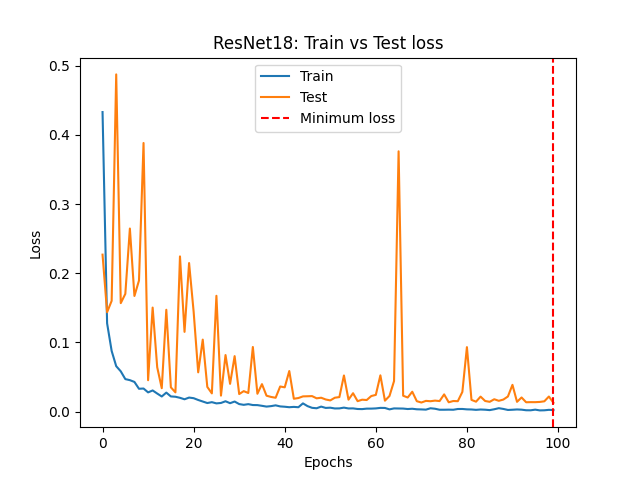 ResNet18: Train vs Test loss
Train
Test
Minimum loss
0.5
0.4
0.3
0.2
0.1
0.0
Loss
0 20 40 60 80 100
Epochs